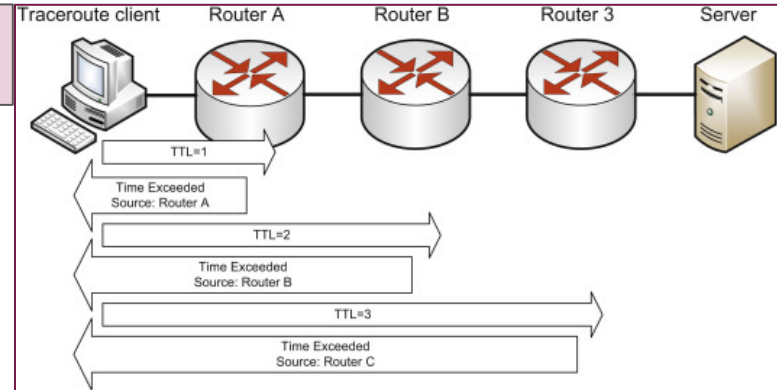 Traceroute client Router A Router B Router 3 Server
TTL=1
Time Exceeded
Source: Router A
TTL=2
Time Exceeded
Source: Router B
TTL=3
Time Exceeded
Source: Router C